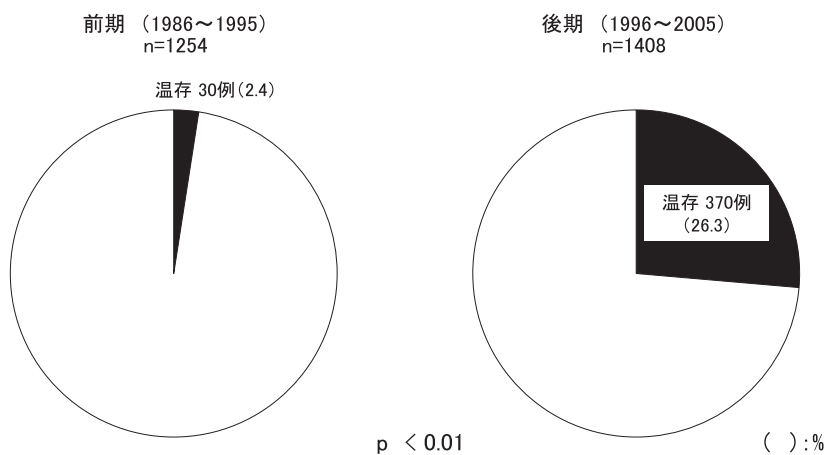 前期 (1986〜1995)
n=1254
温存 30例(2.4)
後期 (1996〜2005)
n=1408
温存 370例
(26.3)
p < 0.01
( ):%